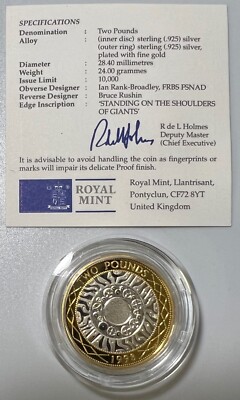 SPECIFICATIONS
Denomination : Two Pounds
Alloy : (inner disc) sterling (.925) silver
(outer ring) sterling (.925) silver,
plated with fine gold
Diameter : 28.40 millimetres
Weight : 24.00 grammes
Issue Limit : 10,000
Obverse Designer : Ian Rank-Broadley, FRBS FSNAD
Reverse Designer : Bruce Rushin
Edge Inscription : 'STANDING ON THE SHOULDERS
OF GIANTS'
R de L Holmes
Deputy Master
(Chief Executive)
It is advisable to avoid handling the coin as fingerprints or
marks will impair its delicate Proof finish.
ROYAL
MINT
Royal Mint, Llantrisant,
Pontyclun, CF72 8YT
United Kingdom
TWO POUNDS
1998